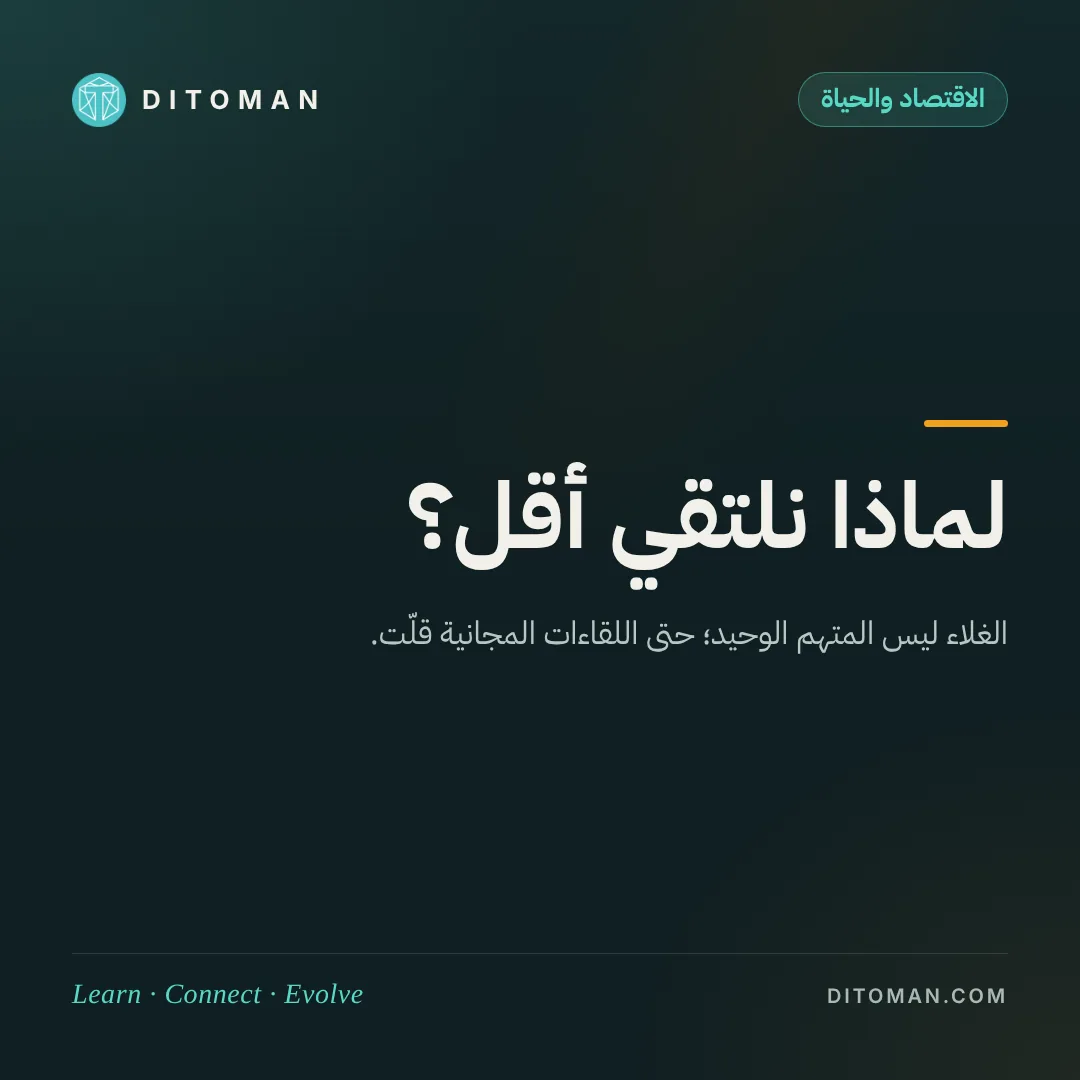 DITOMAN
الاقتصاد والحياة
لماذا نلتقي أقل؟
الغلاء ليس المتهم الوحيد؛ حتى اللقاءات المجانية قلّت.
Learn · Connect · Evolve
DITOMAN.COM